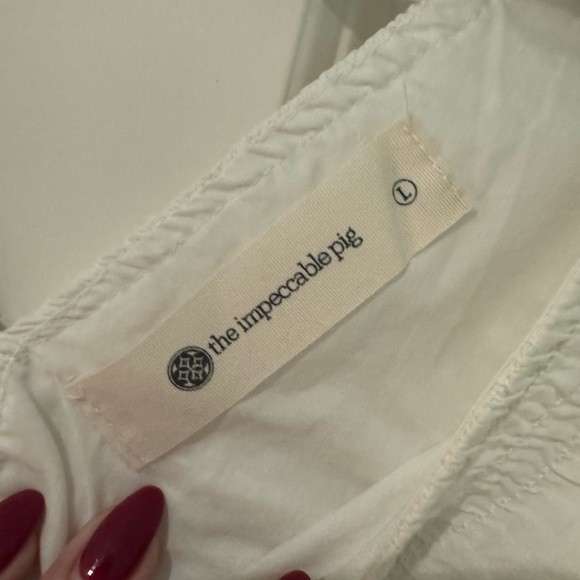 the impeccable pig
L